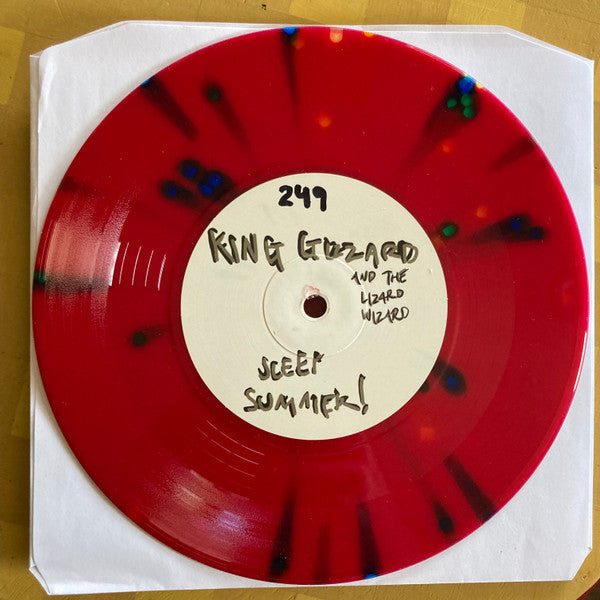 249
KING GIZZARD
AND THE
LIZARD
WIZARD
SLEEP
SUMMER!